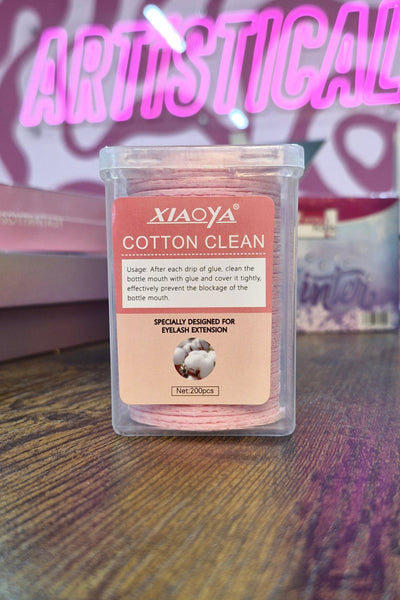 ARTISTICAL
XIAOYA®
COTTON CLEAN
Usage: After each drip of glue, clean the
bottle mouth with glue and cover it tightly,
effectively prevent the blockage of the
bottle mouth.
SPECIALLY DESIGNED FOR
EYELASH EXTENSION
Net:200pcs